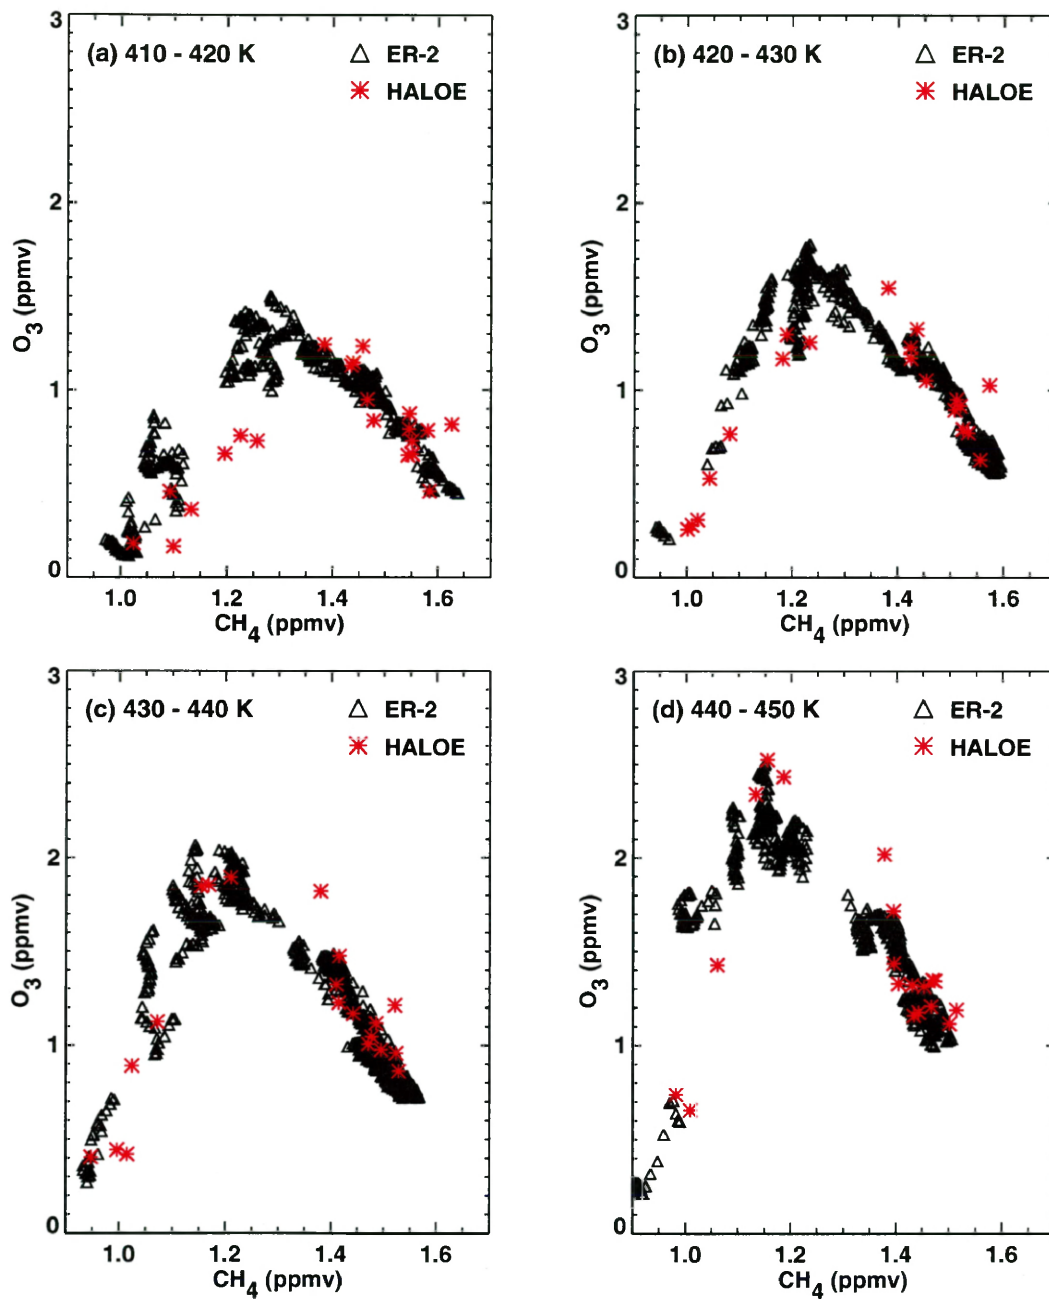 (a) 410 - 420 K
ER-2
HALOE
3
2
1
0
O3 (ppmv)
1.0 1.2 1.4 1.6
CH4 (ppmv)
(b) 420 - 430 K
ER-2
HALOE
3
2
1
0
O3 (ppmv)
1.0 1.2 1.4 1.6
CH4 (ppmv)
(c) 430 - 440 K
ER-2
HALOE
3
2
1
0
O3 (ppmv)
1.0 1.2 1.4 1.6
CH4 (ppmv)
(d) 440 - 450 K
ER-2
HALOE
3
2
1
0
O3 (ppmv)
1.0 1.2 1.4 1.6
CH4 (ppmv)